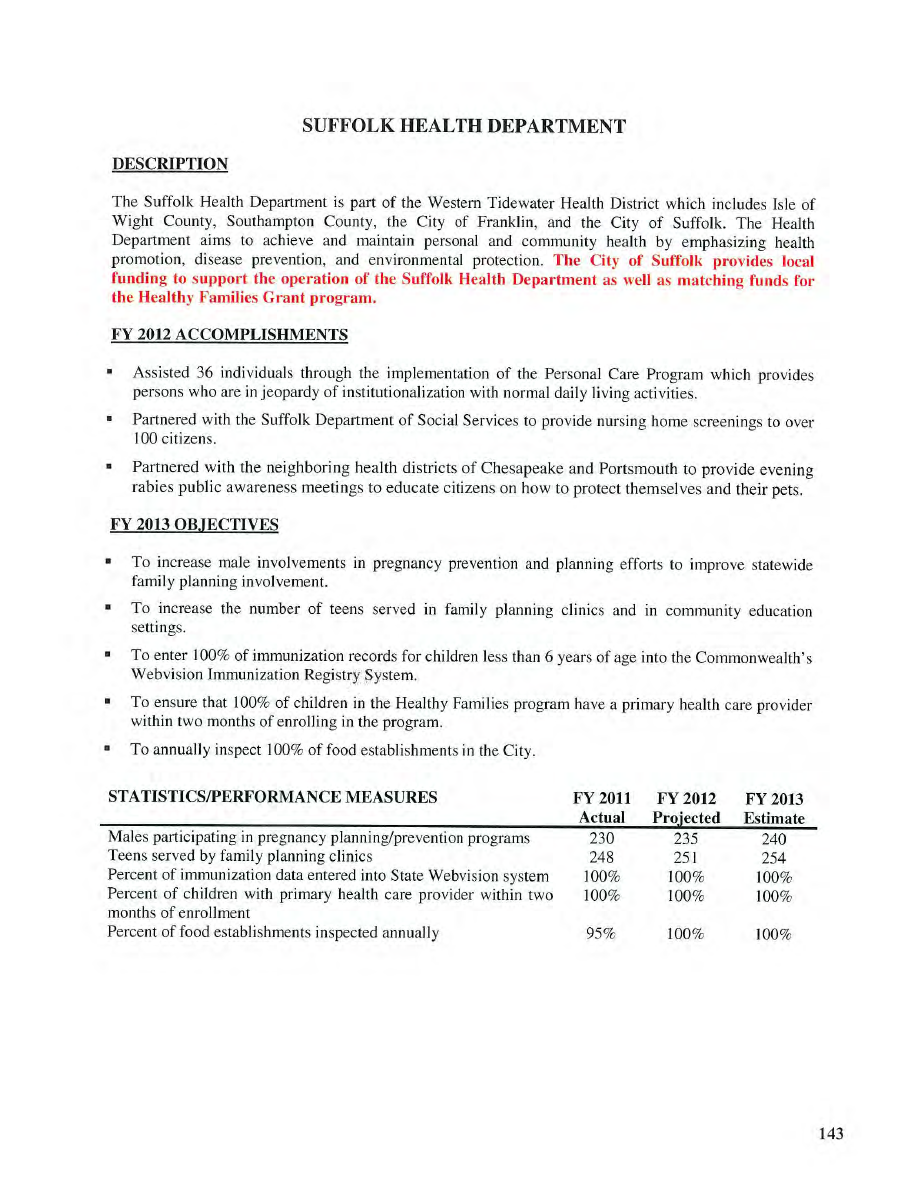 SUFFOLK HEALTH DEPARTMENT
DESCRIPTION
The Suffolk Health Department is part of the Western Tidewater Health District which includes Isle of
Wight County, Southampton County, the City of Franklin, and the City of Suffolk. The Health
Department aims to achieve and maintain personal and community health by emphasizing health
promotion, disease prevention, and environmental protection. The City of Suffolk provides local
funding to support the operation of the Suffolk Health Department as well as matching funds for
the Healthy Families Grant program.
FY 2012 ACCOMPLISHMENTS
▪ Assisted 36 individuals through the implementation of the Personal Care Program which provides
persons who are in jeopardy of institutionalization with normal daily living activities.
▪ Partnered with the Suffolk Department of Social Services to provide nursing home screenings to over
100 citizens.
▪ Partnered with the neighboring health districts of Chesapeake and Portsmouth to provide evening
rabies public awareness meetings to educate citizens on how to protect themselves and their pets.
FY 2013 OBJECTIVES
▪ To increase male involvements in pregnancy prevention and planning efforts to improve statewide
family planning involvement.
▪ To increase the number of teens served in family planning clinics and in community education
settings.
▪ To enter 100% of immunization records for children less than 6 years of age into the Commonwealth's
Webvision Immunization Registry System.
▪ To ensure that 100% of children in the Healthy Families program have a primary health care provider
within two months of enrolling in the program.
▪ To annually inspect 100% of food establishments in the City.
STATISTICS/PERFORMANCE MEASURES FY 2011 FY 2012 FY 2013
Actual Projected Estimate
Males participating in pregnancy planning/prevention programs 230 235 240
Teens served by family planning clinics 248 251 254
Percent of immunization data entered into State Webvision system 100% 100% 100%
Percent of children with primary health care provider within two 100% 100% 100%
months of enrollment
Percent of food establishments inspected annually 95% 100% 100%
143